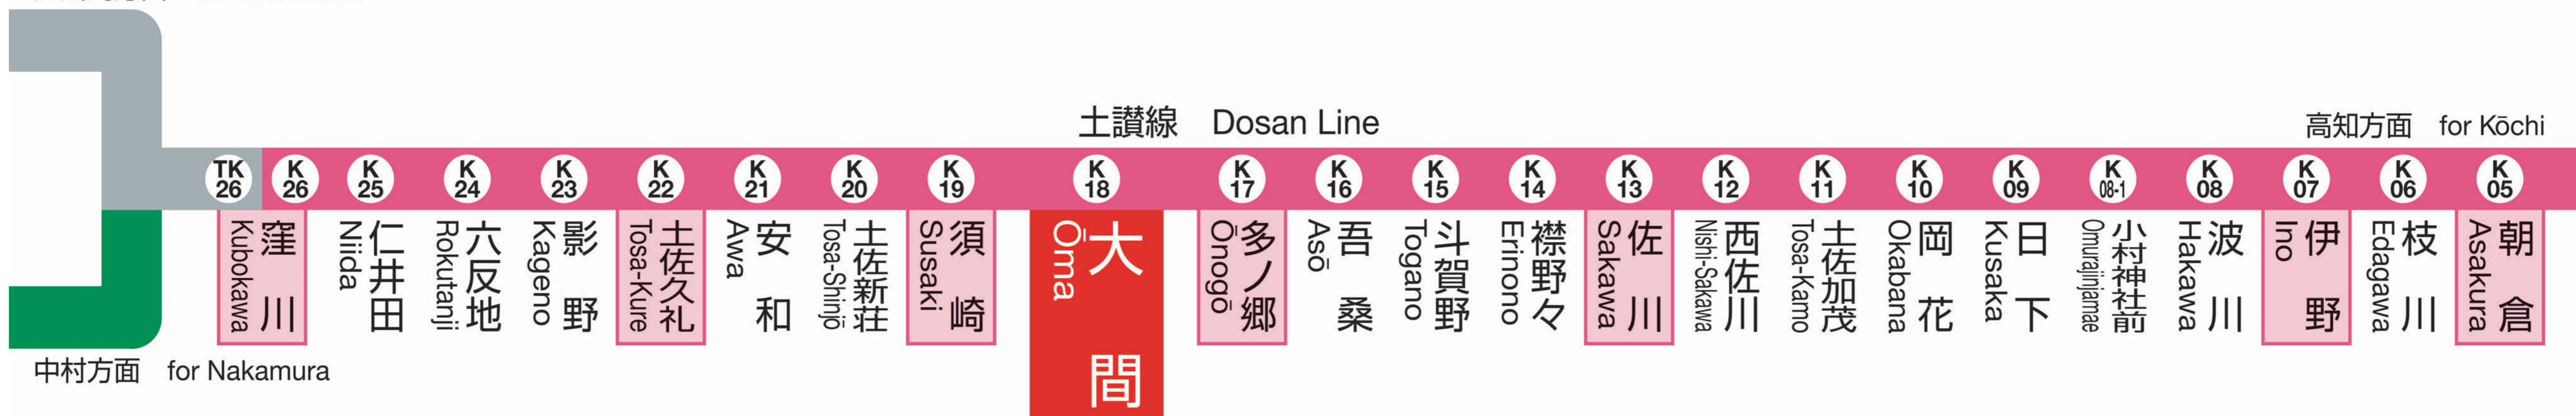 土讃線 Dosan Line
高知方面 for Kōchi
TK 26
K 26
窪川
Kubokawa
K 25
仁井田
Niida
K 24
六反地
Rokutanji
K 23
影野
Kageno
K 22
土佐久礼
Tosa-Kure
K 21
安和
Awa
K 20
土佐新荘
Tosa-Shinjō
K 19
須崎
Susaki
K 18
大間
Ōma
K 17
多ノ郷
Ōnogō
K 16
吾桑
Asō
K 15
斗賀野
Togano
K 14
襟野々
Erinono
K 13
佐川
Sakawa
K 12
西佐川
Nishi-Sakawa
K 11
土佐加茂
Tosa-Kamo
K 10
岡花
Okabana
K 09
日下
Kusaka
K 08-1
小村神社前
Omurajinjamae
K 08
波川
Hakawa
K 07
伊野
Ino
K 06
枝川
Edagawa
K 05
朝倉
Asakura
中村方面 for Nakamura